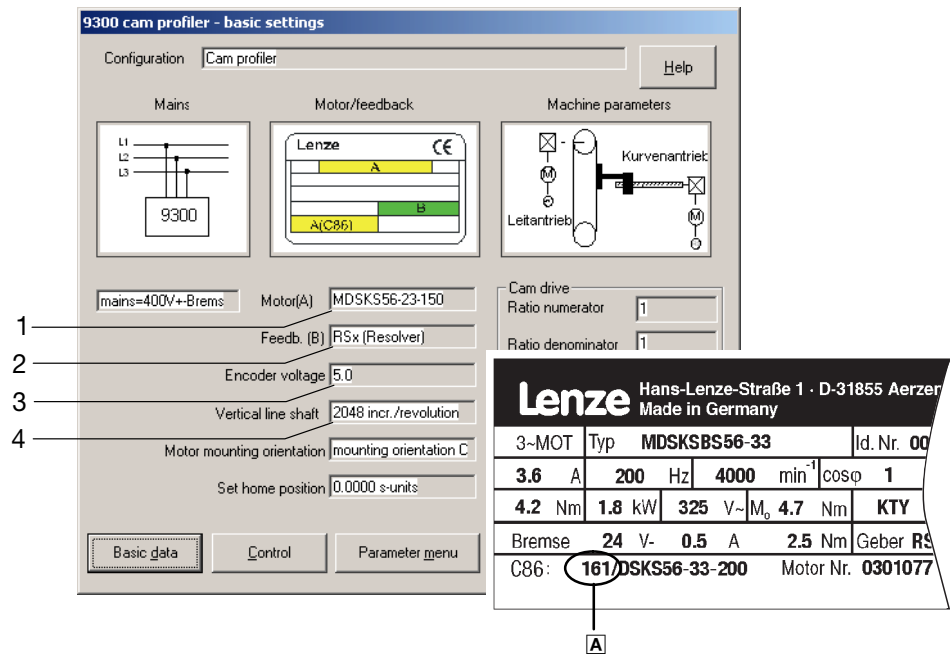 9300 cam profiler - basic settings
Configuration Cam profiler
Help
Mains
Motor/feedback
Machine parameters
L1
L2
L3
9300
Lenze CE
A
B
A(C86)
Kurvenantrieb
M
Leitantrieb
M
mains=400V+-Brems
Motor(A) MDSKS56-23-150
Feedb. (B) RSx (Resolver)
Encoder voltage 5.0
Vertical line shaft 2048 incr./revolution
Motor mounting orientation mounting orientation C
Set home position 0.0000 s-units
Cam drive
Ratio numerator 1
Ratio denominator 1
Basic data
Control
Parameter menu
1
2
3
4
Lenze Hans-Lenze-Straße 1 · D-31855 Aerzen
Made in Germany
3~MOT Typ MDSKSBS56-33 Id. Nr. 00
3.6 A 200 Hz 4000 min-1 cosφ 1
4.2 Nm 1.8 kW 325 V~ Mo 4.7 Nm KTY
Bremse 24 V- 0.5 A 2.5 Nm Geber RS
C86: 161/DSKS56-33-200 Motor Nr. 0301077
A